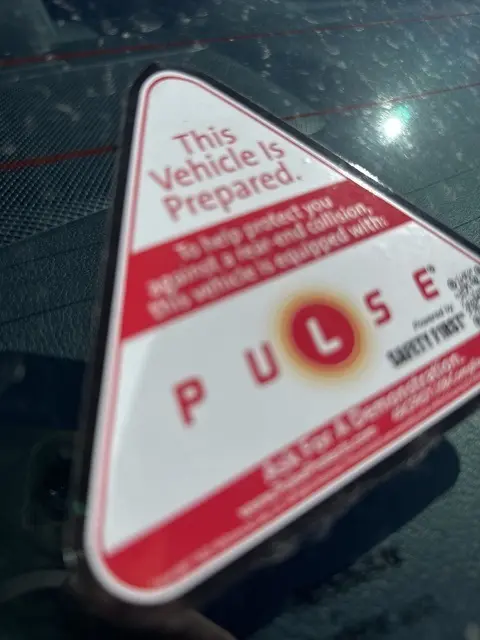 This
Vehicle Is
Prepared.
To help protect you
against a rear-end collision,
this vehicle is equipped with:
PULSE
Powered by
SAFETY FIRST
Ask For A Demonstration.